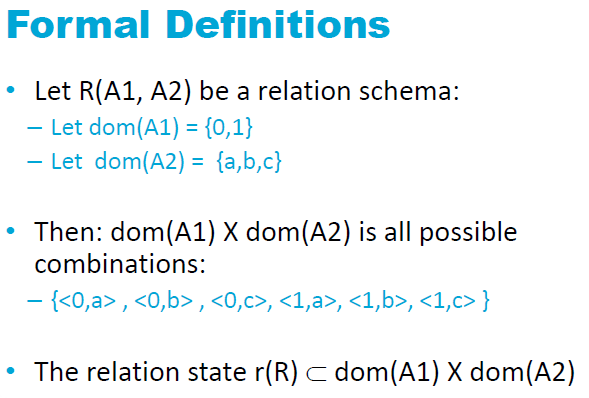 Formal Definitions
• Let R(A1, A2) be a relation schema:
– Let dom(A1) = {0,1}
– Let  dom(A2) =  {a,b,c}
• Then: dom(A1) X dom(A2) is all possible
combinations:
– {<0,a> , <0,b> , <0,c>, <1,a>, <1,b>, <1,c> }
• The relation state r(R) ⊂ dom(A1) X dom(A2)